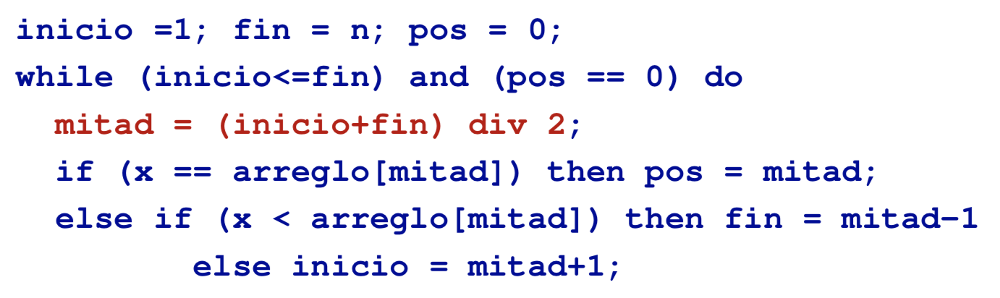 inicio =1; fin = n; pos = 0;
while (inicio<=fin) and (pos == 0) do
mitad = (inicio+fin) div 2;
if (x == arreglo[mitad]) then pos = mitad;
else if (x < arreglo[mitad]) then fin = mitad-1
else inicio = mitad+1;